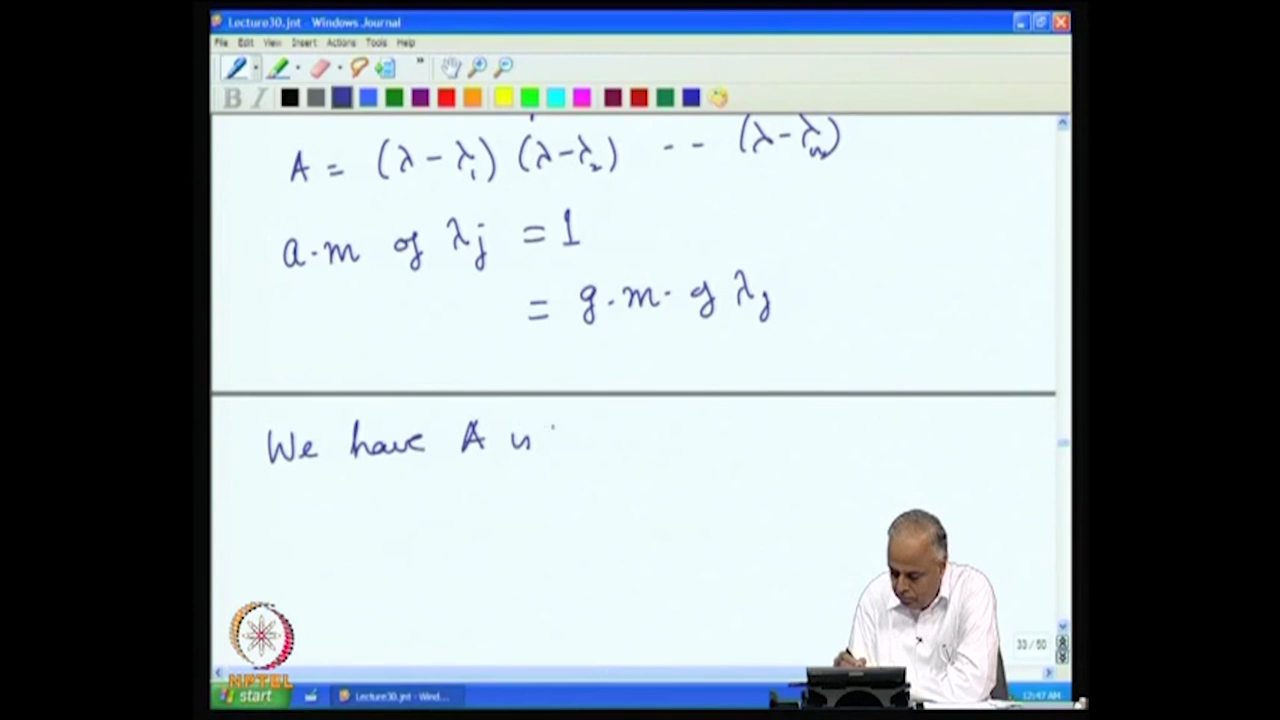 Lecture30.jnt - Windows Journal
File Edit View Insert Actions Tools Help
B I
A = (λ - λ₁) (λ - λ₂) - - (λ - λₙ)
a.m of λj = 1
= g.m. of λj
We have A is
NPTEL
33 / 50
start Lecture30.jnt - Wind... 12:47 AM